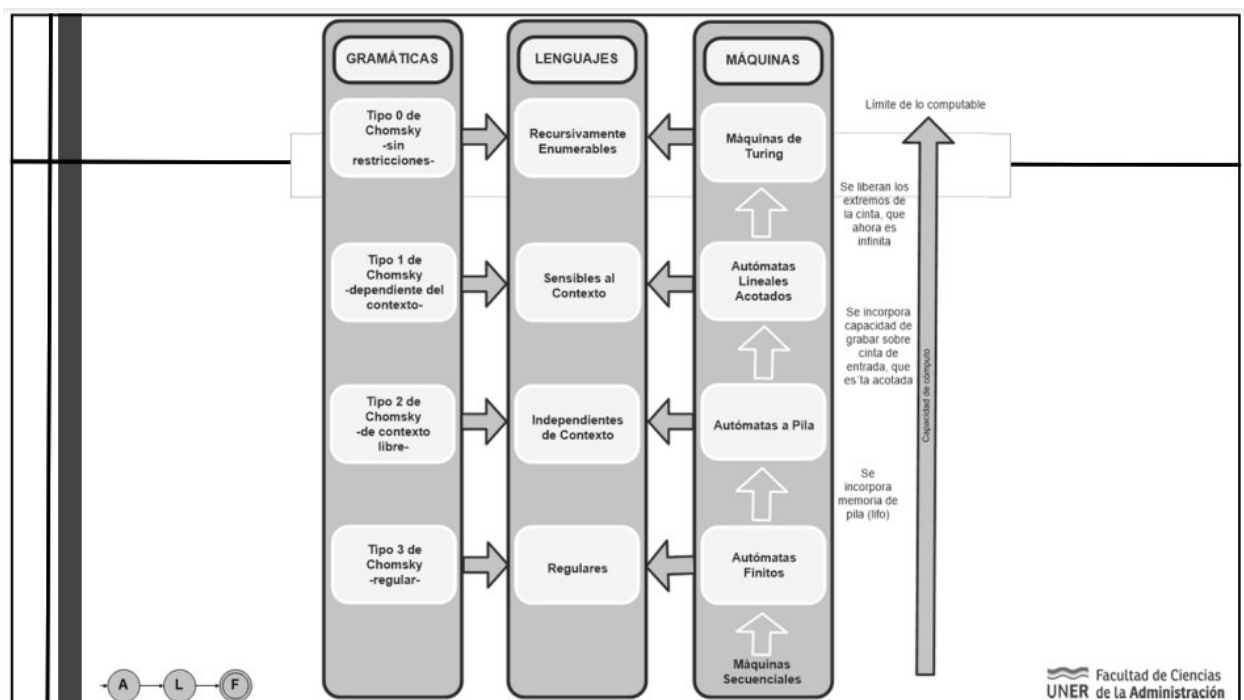 GRAMÁTICAS
LENGUAJES
MÁQUINAS
Límite de lo computable
Tipo 0 de
Chomsky
-sin
restricciones-
Recursivamente
Enumerables
Máquinas de
Turing
Se liberan los
extremos de
la cinta, que
ahora es
infinita
Tipo 1 de
Chomsky
-dependiente del
contexto-
Sensibles al
Contexto
Autómatas
Lineales
Acotados
Se incorpora
capacidad de
grabar sobre
cinta de
entrada, que
es´ta acotada
Capacidad de computo
Tipo 2 de
Chomsky
-de contexto
libre-
Independientes
de Contexto
Autómatas a Pila
Se
incorpora
memoria de
pila (lifo)
Tipo 3 de
Chomsky
-regular-
Regulares
Autómatas
Finitos
Máquinas
Secuenciales
A L F
Facultad de Ciencias
UNER de la Administración